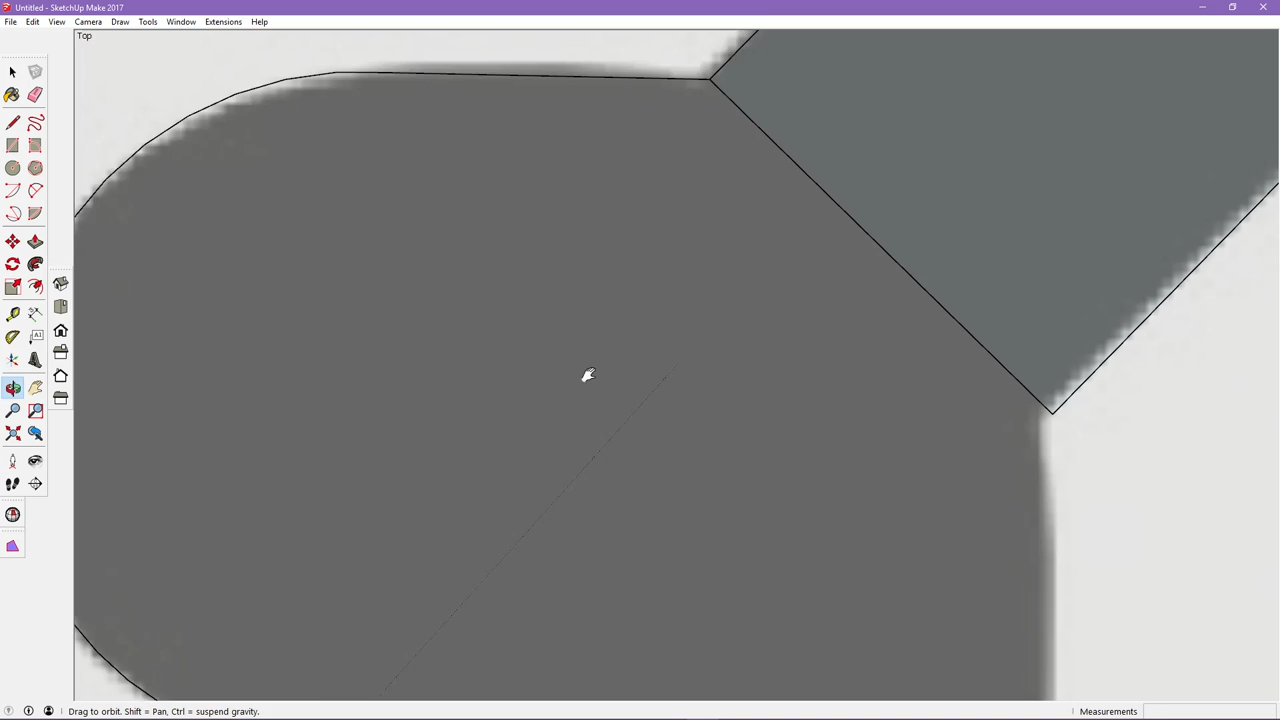 Untitled - SketchUp Make 2017
File Edit View Camera Draw Tools Window Extensions Help
Top
A1
Drag to orbit. Shift = Pan, Ctrl = suspend gravity.
Measurements